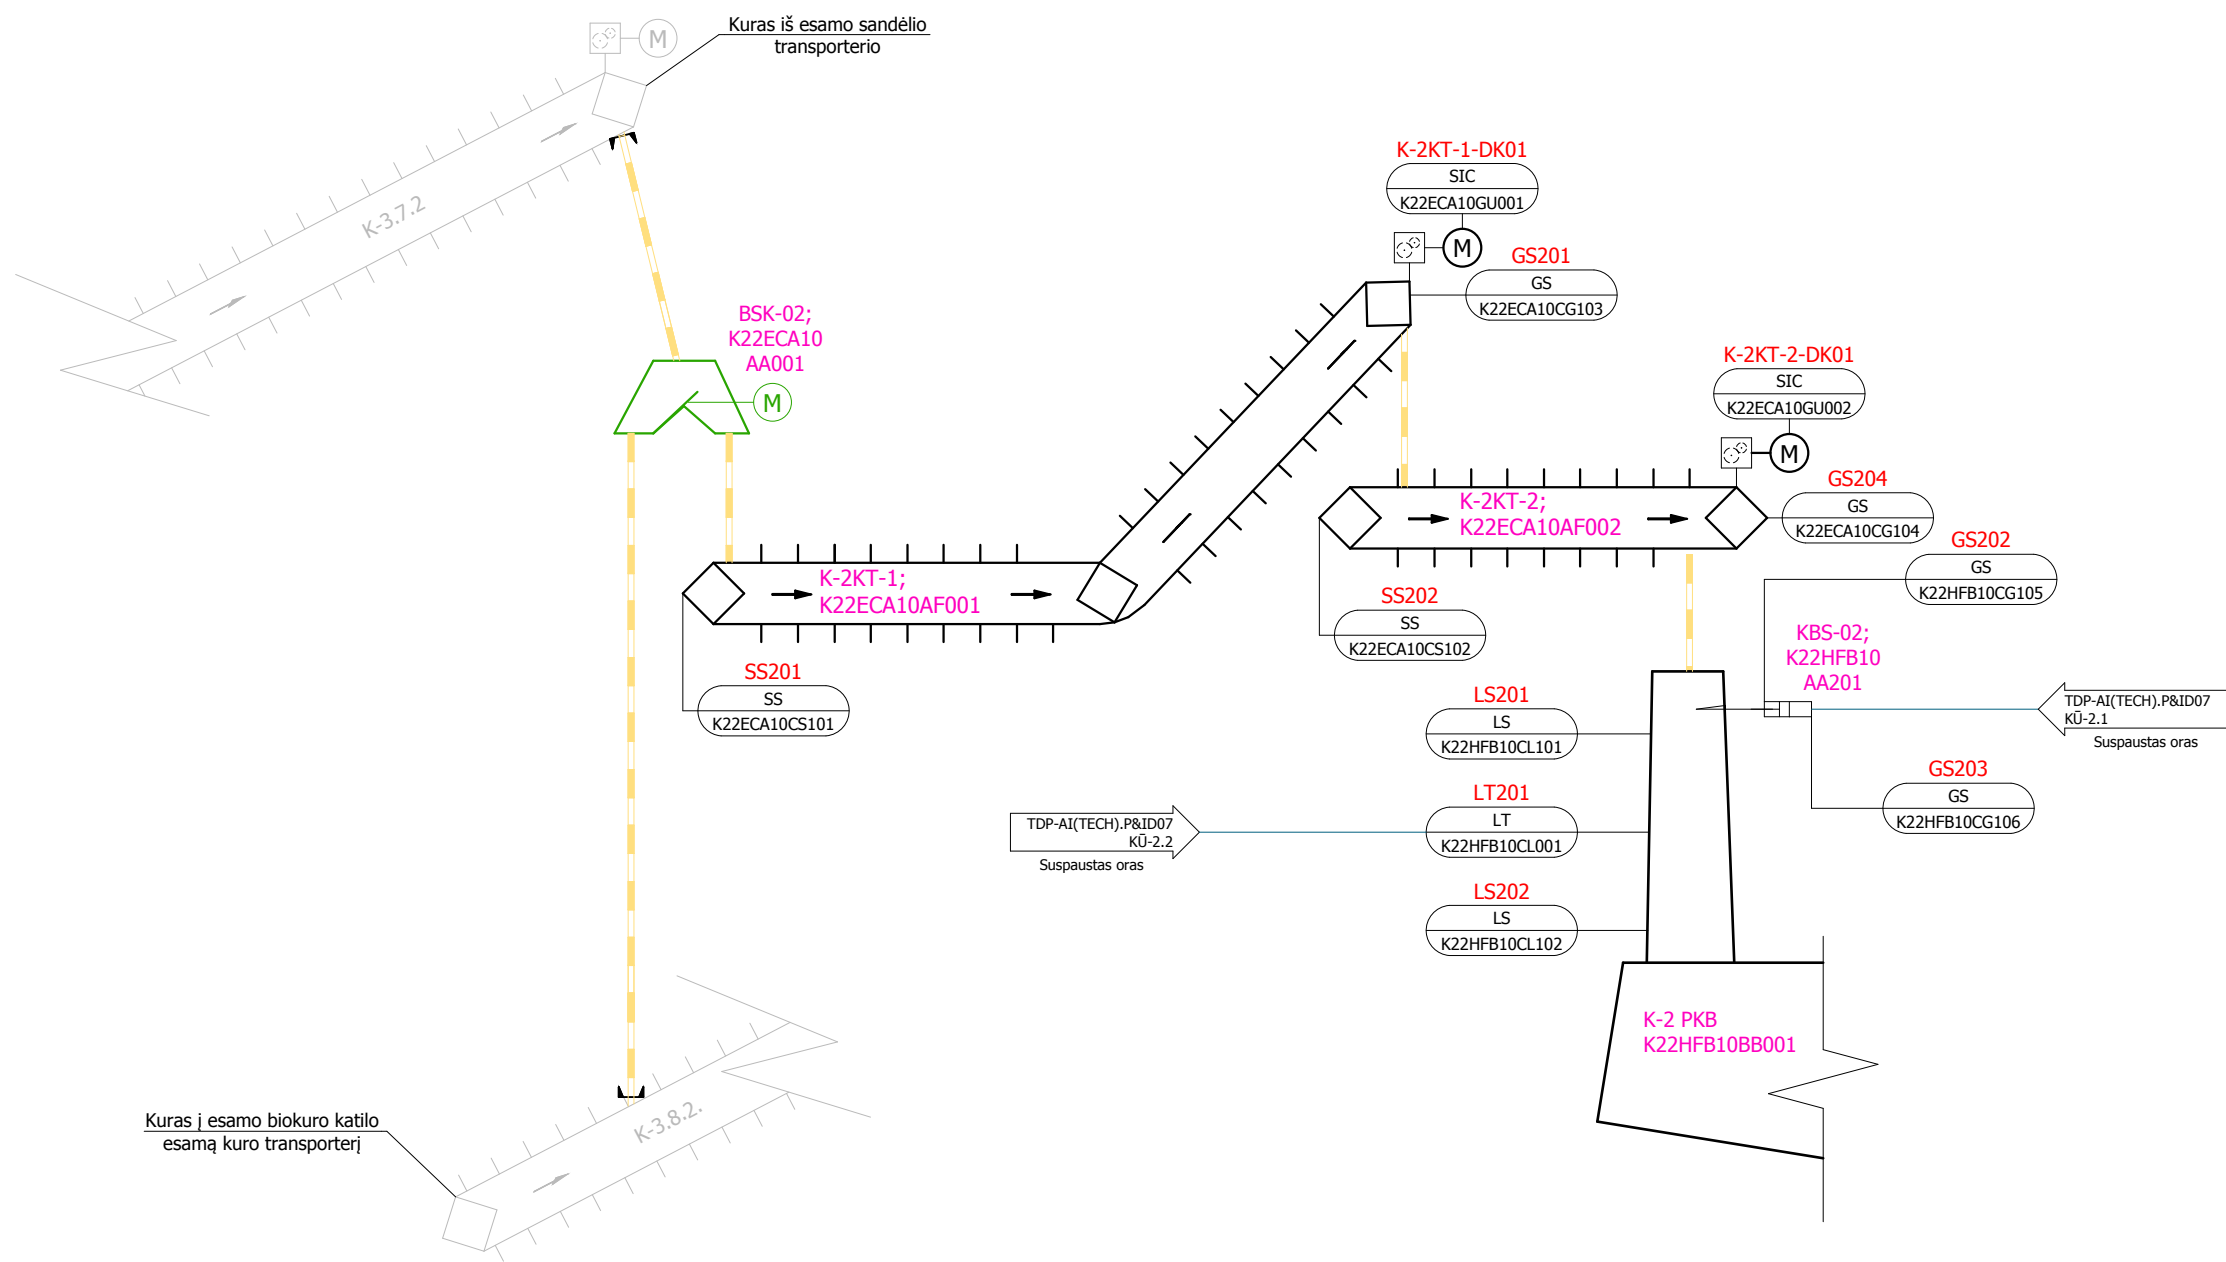 Kuras iš esamo sandėlio
transporterio
M
K-3.7.2
K-2KT-1-DK01
SIC
K22ECA10GU001
M
GS201
GS
K22ECA10CG103
BSK-02;
K22ECA10
AA001
M
K-2KT-2-DK01
SIC
K22ECA10GU002
M
GS204
GS
K22ECA10CG104
K-2KT-2;
K22ECA10AF002
GS202
GS
K22HFB10CG105
K-2KT-1;
K22ECA10AF001
SS202
SS
K22ECA10CS102
KBS-02;
K22HFB10
AA201
SS201
SS
K22ECA10CS101
LS201
LS
K22HFB10CL101
TDP-AI(TECH).P&ID07
KŪ-2.1
Suspaustas oras
GS203
GS
K22HFB10CG106
LT201
LT
K22HFB10CL001
TDP-AI(TECH).P&ID07
KŪ-2.2
Suspaustas oras
LS202
LS
K22HFB10CL102
K-2 PKB
K22HFB10BB001
K-3.8.2.
Kuras į esamo biokuro katilo
esamą kuro transporterį